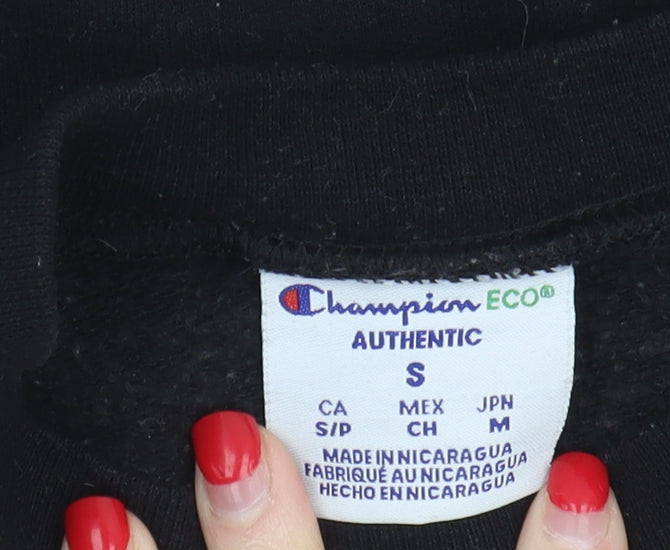 Champion ECO®
AUTHENTIC
S
CA MEX JPN
S/P CH M
MADE IN NICARAGUA
FABRIQUÉ AU NICARAGUA
HECHO EN NICARAGUA